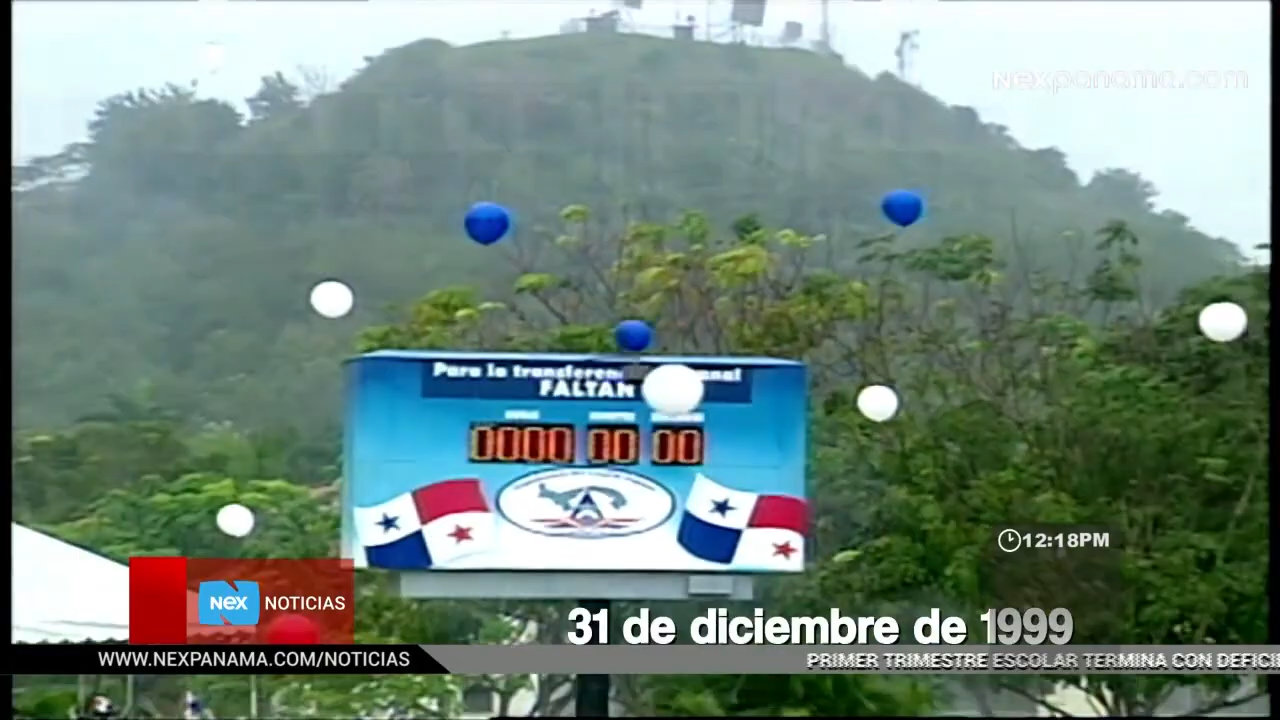 NEXPANAMA.COM
Para la
FALTAN
0000 00 00
12:18PM
NEX NOTICIAS
31 de diciembre de 1999
WWW.NEXPANAMA.COM/NOTICIAS
PRIMER TRIMESTRE ESCOLAR TERMINA CON